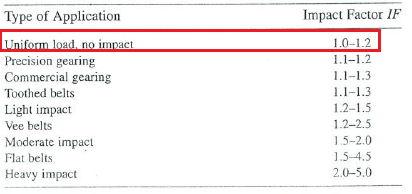 Type of Application Impact Factor IF
Uniform load, no impact 1.0–1.2
Precision gearing 1.1–1.2
Commercial gearing 1.1–1.3
Toothed belts 1.1–1.3
Light impact 1.2–1.5
Vee belts 1.2–2.5
Moderate impact 1.5–2.0
Flat belts 1.5–4.5
Heavy impact 2.0–5.0